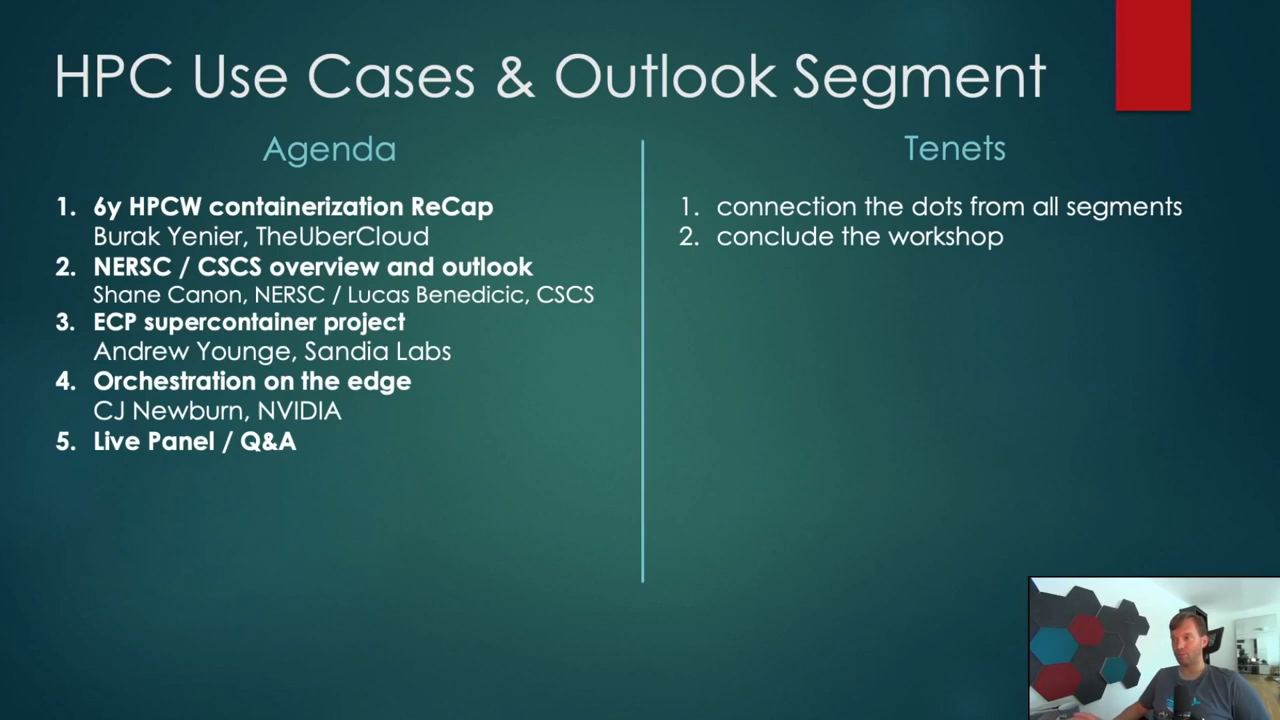 HPC Use Cases & Outlook Segment
Agenda
1. 6y HPCW containerization ReCap
Burak Yenier, TheUberCloud
2. NERSC / CSCS overview and outlook
Shane Canon, NERSC / Lucas Benedicic, CSCS
3. ECP supercontainer project
Andrew Younge, Sandia Labs
4. Orchestration on the edge
CJ Newburn, NVIDIA
5. Live Panel / Q&A
Tenets
1. connection the dots from all segments
2. conclude the workshop